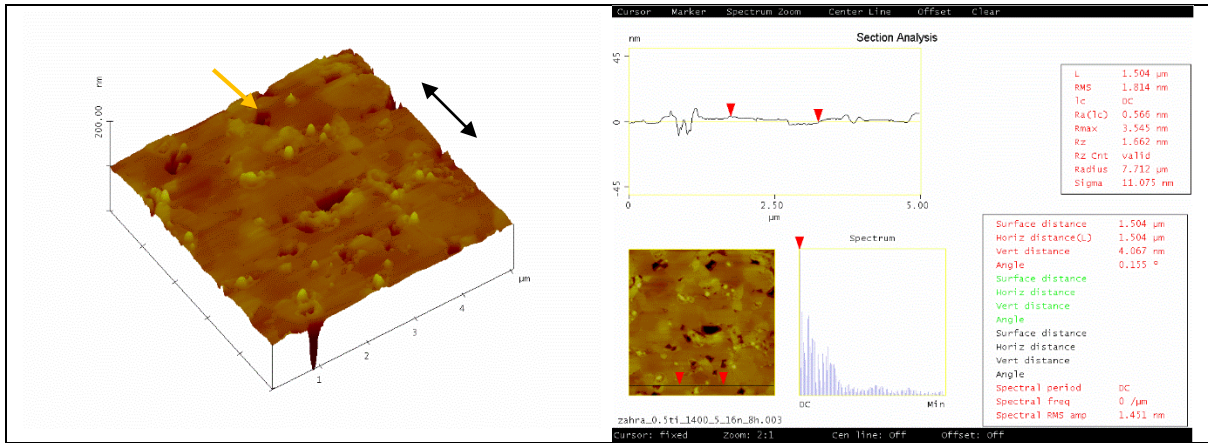 nm
200.00
1
2
3
4
µm
Cursor Marker Spectrum Zoom Center Line Offset Clear
Section Analysis
nm
45
0
-45
0 2.50 5.00
µm
L 1.504 µm
RMS 1.814 nm
lc DC
Ra(lc) 0.566 nm
Rmax 3.545 nm
Rz 1.662 nm
Rz Cnt valid
Radius 7.712 µm
Sigma 11.075 nm
Spectrum
DC Min
Surface distance 1.504 µm
Horiz distance(L) 1.504 µm
Vert distance 4.067 nm
Angle 0.155 °
Surface distance
Horiz distance
Vert distance
Angle
Surface distance
Horiz distance
Vert distance
Angle
Spectral period DC
Spectral freq 0 /µm
Spectral RMS amp 1.451 nm
zahra_0.5ti_1400_5_16n_8h.003
Cursor: fixed Zoom: 2:1 Cen line: Off Offset: Off